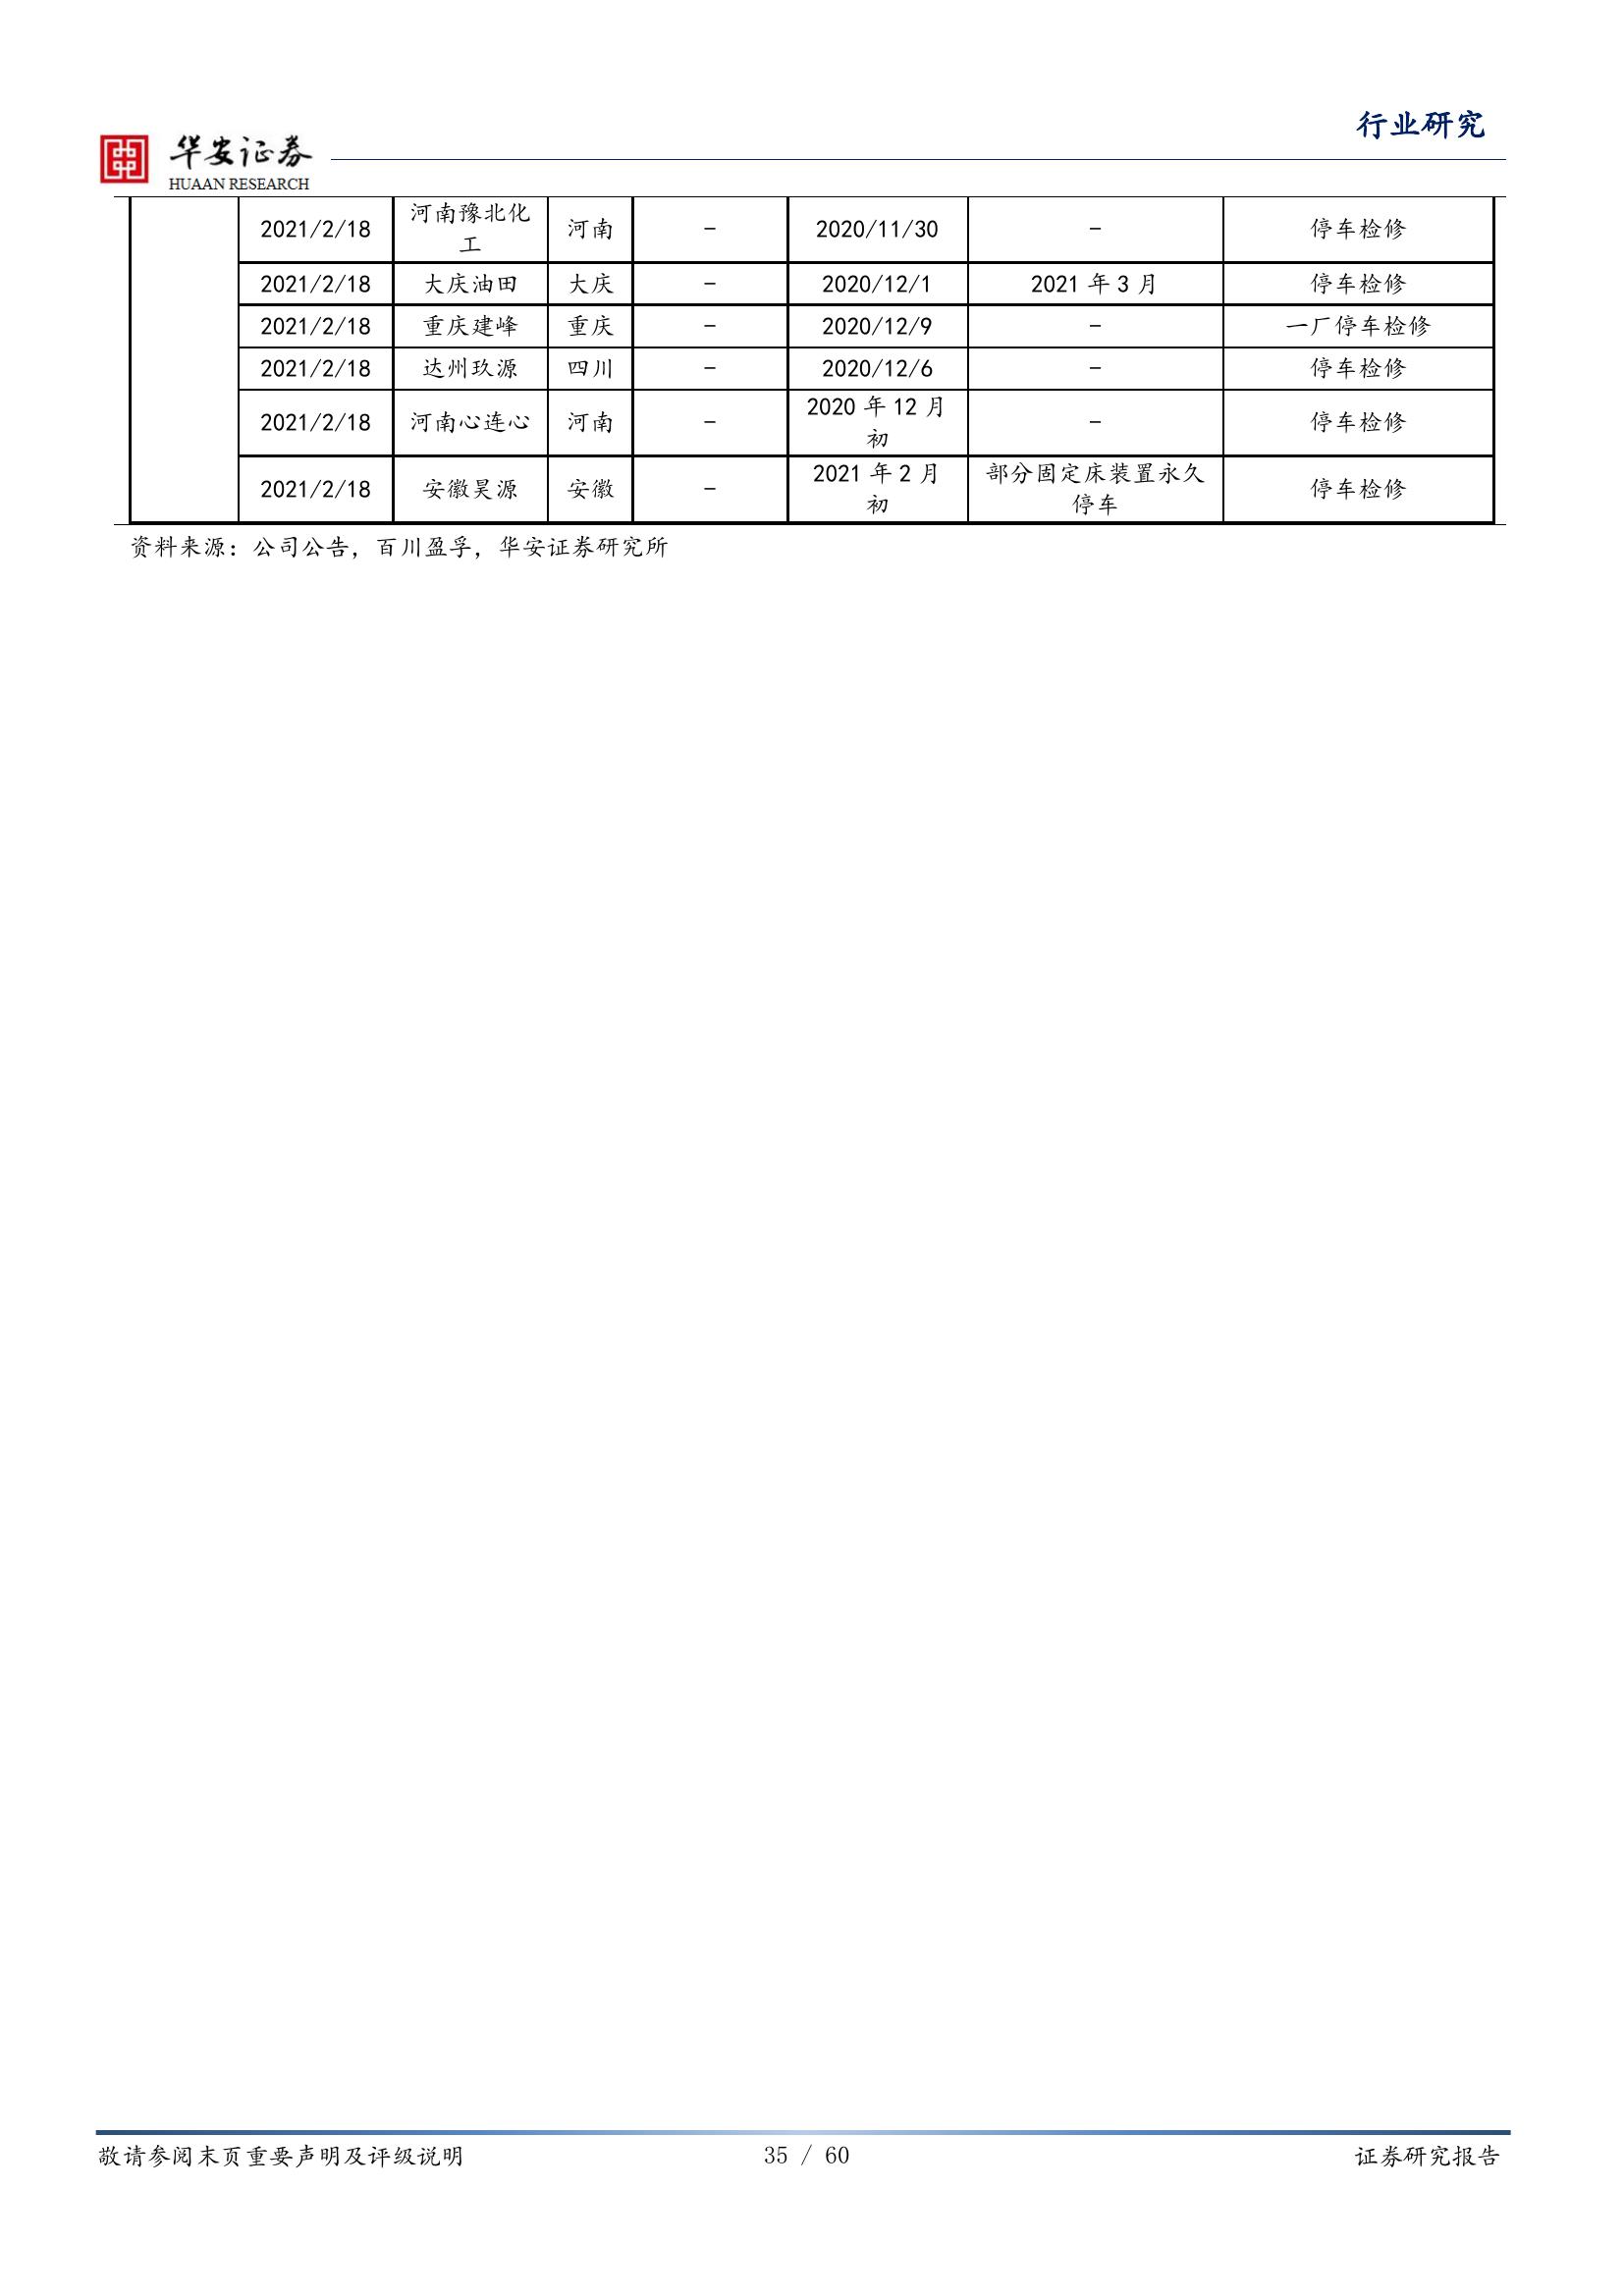 行业研究
华安证券
HUAAN RESEARCH
2021/2/18 河南豫北化工 河南 - 2020/11/30 - 停车检修
2021/2/18 大庆油田 大庆 - 2020/12/1 2021 年 3 月 停车检修
2021/2/18 重庆建峰 重庆 - 2020/12/9 - 一厂停车检修
2021/2/18 达州玖源 四川 - 2020/12/6 - 停车检修
2021/2/18 河南心连心 河南 - 2020 年 12 月初 - 停车检修
2021/2/18 安徽昊源 安徽 - 2021 年 2 月初 部分固定床装置永久停车 停车检修
资料来源：公司公告，百川盈孚，华安证券研究所
敬请参阅末页重要声明及评级说明 35 / 60 证券研究报告